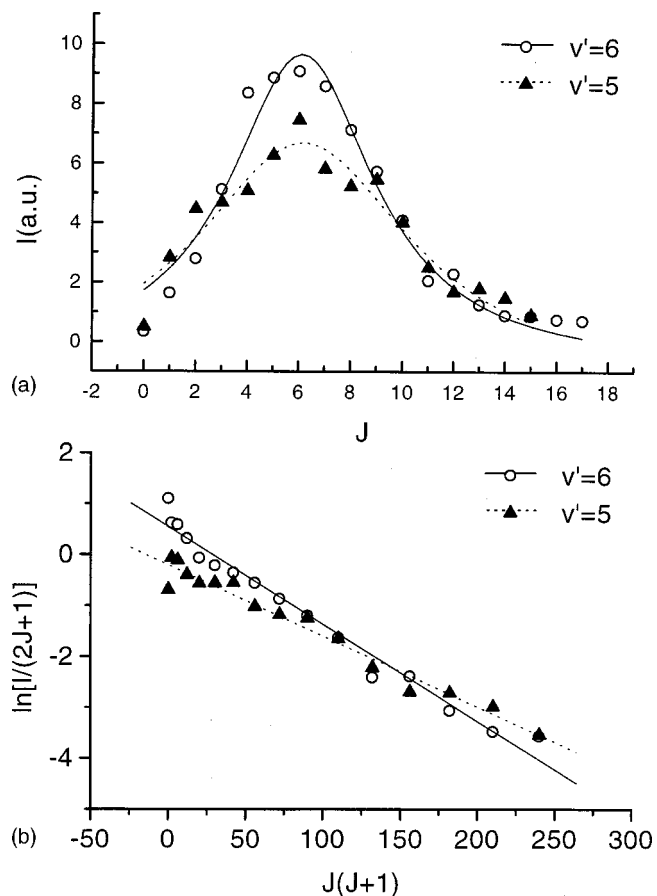 10
8
6
4
2
0
I(a.u.)
v'=6
v'=5
-2 0 2 4 6 8 10 12 14 16 18
(a)
J
2
0
-2
-4
ln[I/(2J+1)]
v'=6
v'=5
-50 0 50 100 150 200 250 300
(b)
J(J+1)